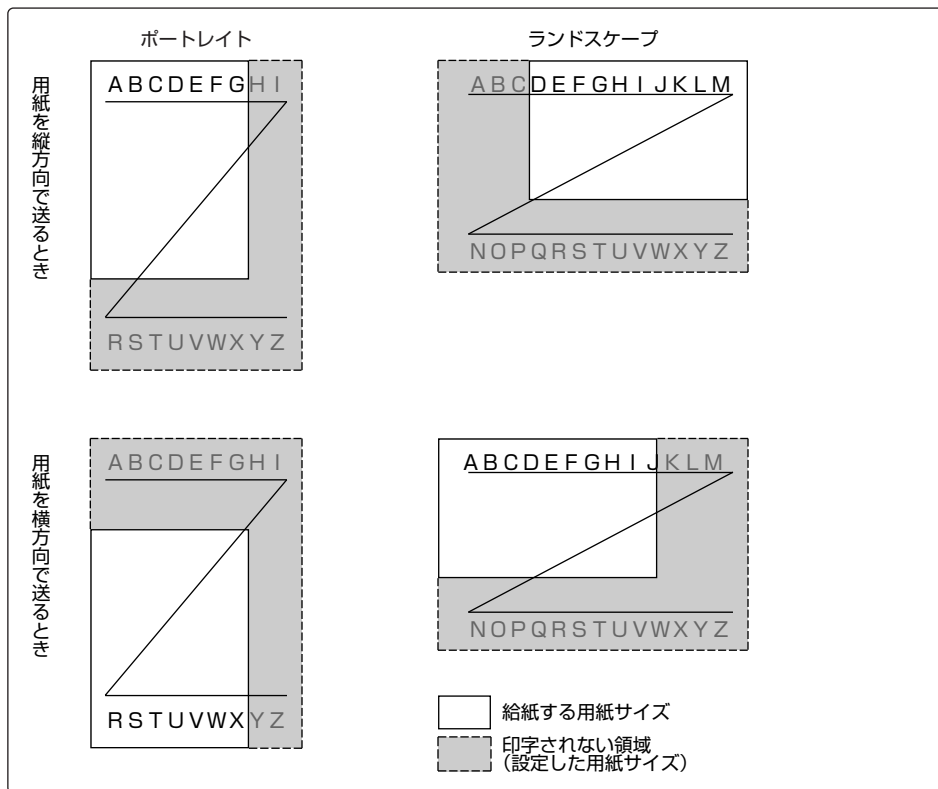 ポートレイト
ランドスケープ
用紙を縦方向で送るとき
ABCDEFGHI
RSTUVWXYZ
ABCDEFGHIJKLM
NOPQRSTUVWXYZ
用紙を横方向で送るとき
ABCDEFGHI
RSTUVWXYZ
ABCDEFGHIJKLM
NOPQRSTUVWXYZ
給紙する用紙サイズ
印字されない領域
(設定した用紙サイズ)